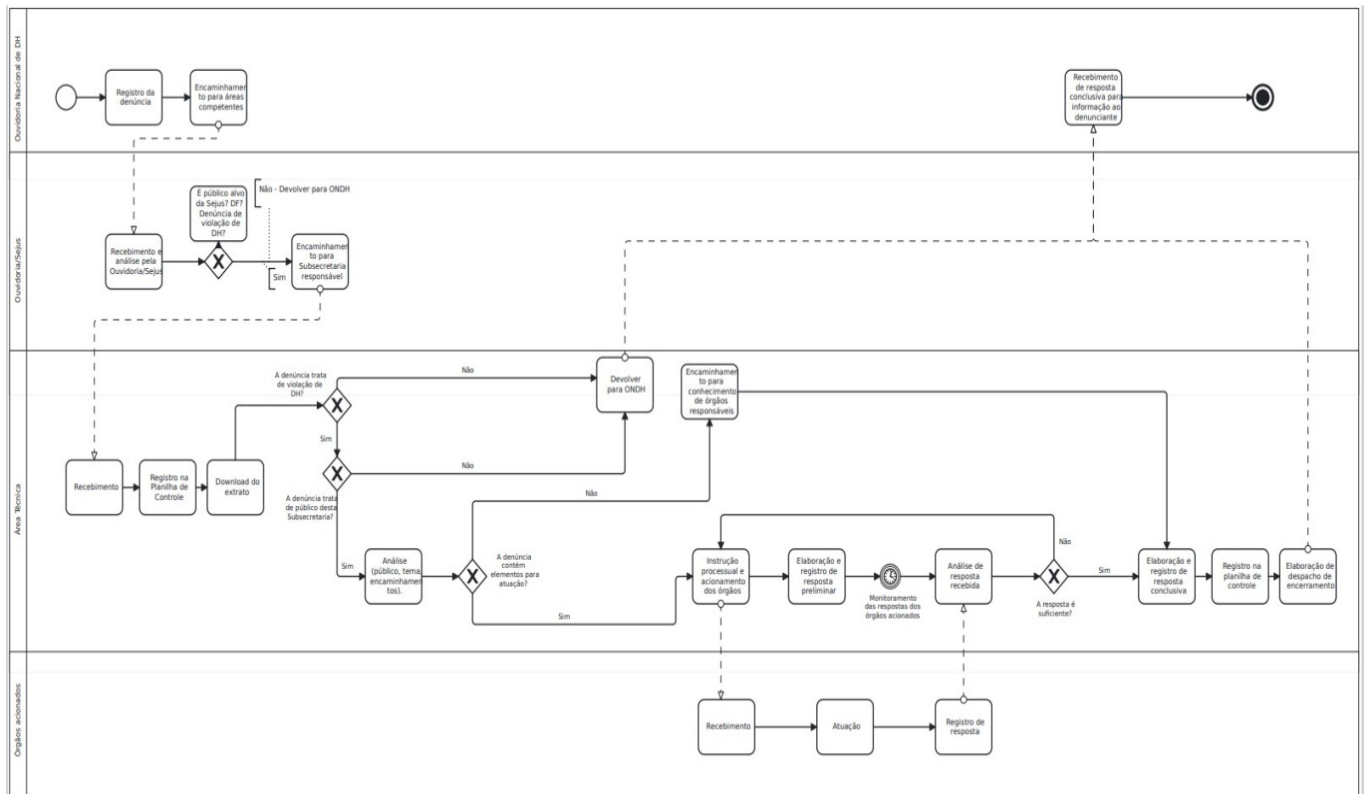 Ouvidoria Nacional de DH
Registro da
denúncia
Encaminhamen
to para áreas
competentes
Recebimento
de resposta
conclusiva para
informação ao
denunciante
Ouvidoria/Sejus
Recebimento e
análise pela
Ouvidoria/Sejus
É público alvo
da Sejus? DF?
Denúncia de
violação de
DH?
Não - Devolver para ONDH
Sim
Encaminhamen
to para
Subsecretaria
responsável
Área Técnica
Recebimento
Registro na
Planilha de
Controle
Download do
extrato
A denúncia trata
de violação de
DH?
Não
Sim
A denúncia trata
de público desta
Subsecretaria?
Não
Sim
Devolver
para ONDH
Análise
(público, tema,
encaminhamen
tos).
A denúncia
contém
elementos para
atuação?
Não
Sim
Encaminhamen
to para
conhecimento
de órgãos
responsáveis
Instrução
processual e
acionamento
dos órgãos
Elaboração e
registro de
resposta
preliminar
Monitoramento
das respostas dos
órgãos acionados
Análise de
resposta
recebida
Não
Sim
A resposta é
suficiente?
Elaboração e
registro de
resposta
conclusiva
Registro na
planilha de
controle
Elaboração de
despacho de
encerramento
Órgãos acionados
Recebimento
Atuação
Registro de
resposta